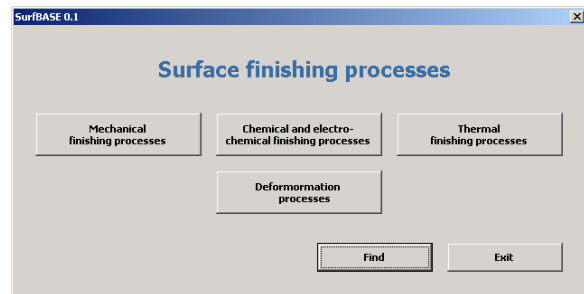 SurfBASE 0.1
Surface finishing processes
Mechanical
finishing processes
Chemical and electro-
chemical finishing processes
Thermal
finishing processes
Deformormation
processes
Find
Exit